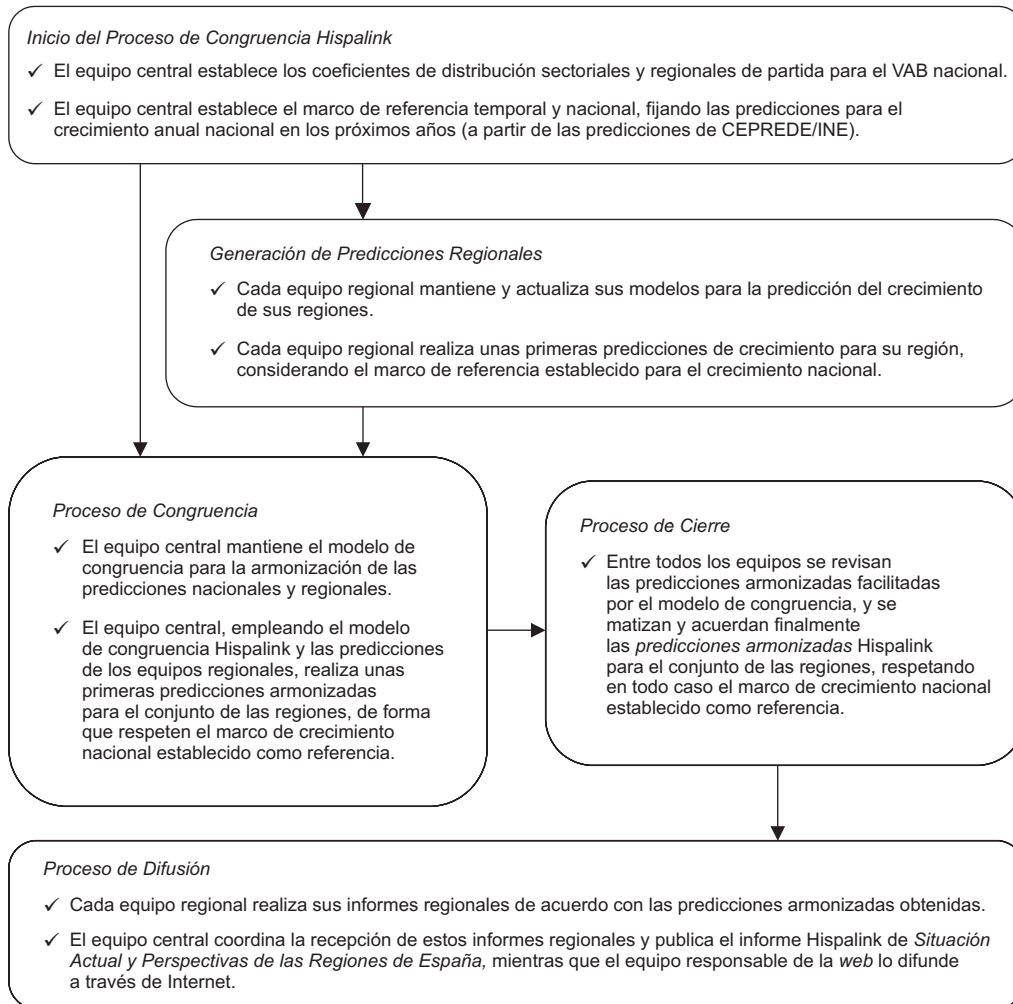 Inicio del Proceso de Congruencia Hispalink
✓ El equipo central establece los coeficientes de distribución sectoriales y regionales de partida para el VAB nacional.
✓ El equipo central establece el marco de referencia temporal y nacional, fijando las predicciones para el
crecimiento anual nacional en los próximos años (a partir de las predicciones de CEPREDE/INE).
Generación de Predicciones Regionales
✓ Cada equipo regional mantiene y actualiza sus modelos para la predicción del crecimiento
de sus regiones.
✓ Cada equipo regional realiza unas primeras predicciones de crecimiento para su región,
considerando el marco de referencia establecido para el crecimiento nacional.
Proceso de Congruencia
✓ El equipo central mantiene el modelo de
congruencia para la armonización de las
predicciones nacionales y regionales.
✓ El equipo central, empleando el modelo
de congruencia Hispalink y las predicciones
de los equipos regionales, realiza unas
primeras predicciones armonizadas
para el conjunto de las regiones, de forma
que respeten el marco de crecimiento
nacional establecido como referencia.
Proceso de Cierre
✓ Entre todos los equipos se revisan
las predicciones armonizadas facilitadas
por el modelo de congruencia, y se
matizan y acuerdan finalmente
las predicciones armonizadas Hispalink
para el conjunto de las regiones, respetando
en todo caso el marco de crecimiento nacional
establecido como referencia.
Proceso de Difusión
✓ Cada equipo regional realiza sus informes regionales de acuerdo con las predicciones armonizadas obtenidas.
✓ El equipo central coordina la recepción de estos informes regionales y publica el informe Hispalink de Situación
Actual y Perspectivas de las Regiones de España, mientras que el equipo responsable de la web lo difunde
a través de Internet.